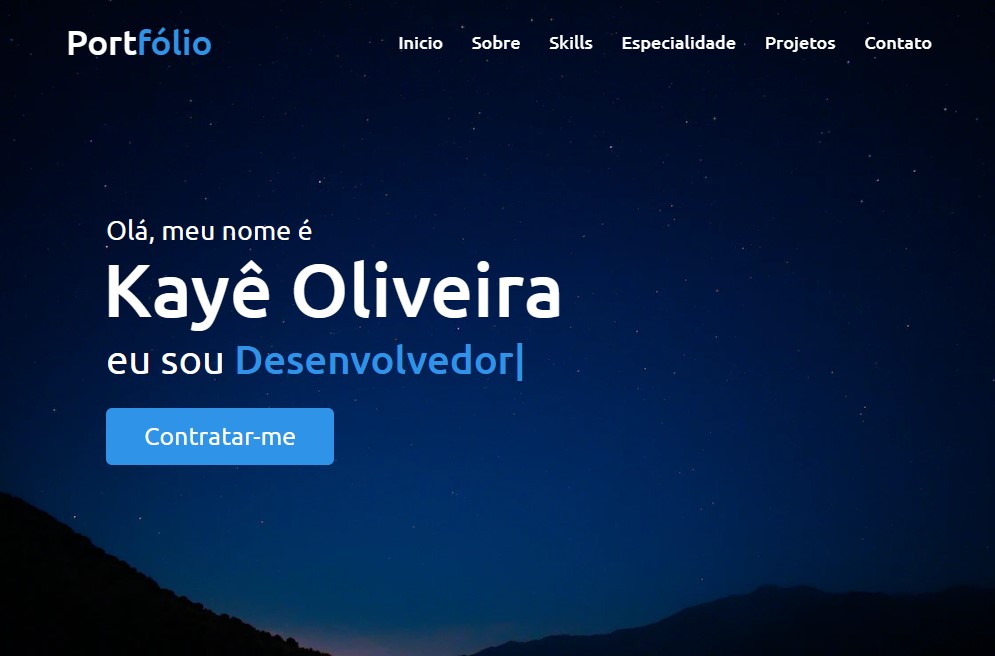 Portfólio
Inicio Sobre Skills Especialidade Projetos Contato
Olá, meu nome é
Kayê Oliveira
eu sou Desenvolvedor|
Contratar-me